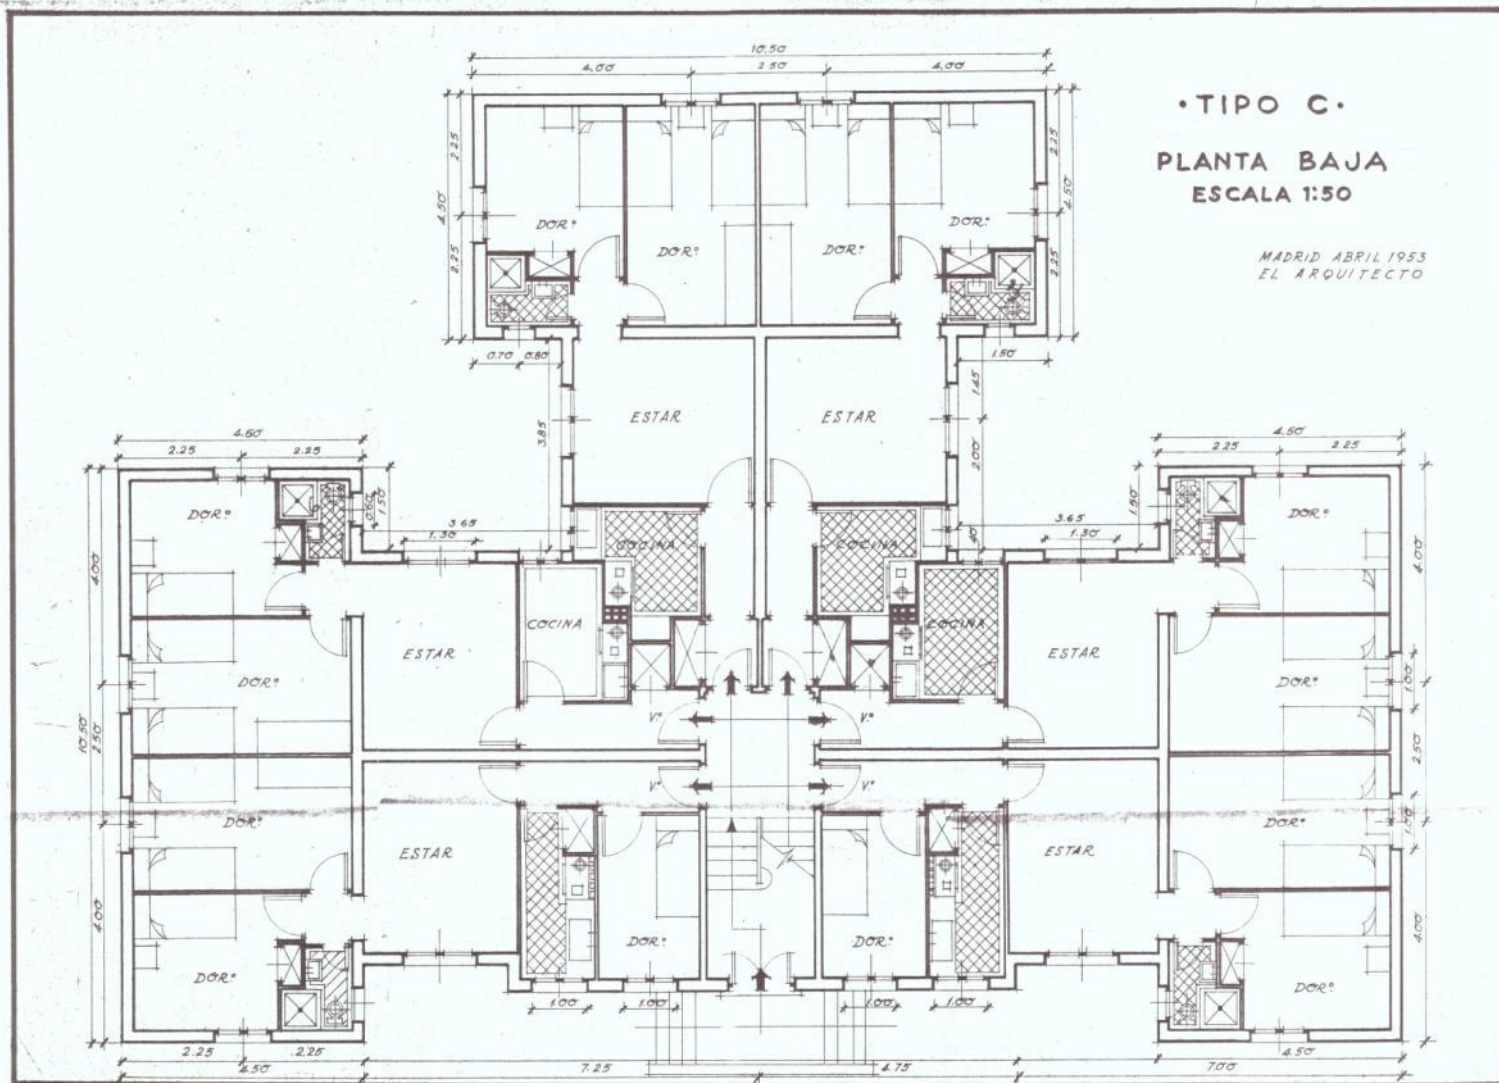 10.50
4.00 2.50 4.00
·TIPO C·
PLANTA BAJA
ESCALA 1:50
MADRID ABRIL 1953
EL ARQUITECTO
2.25
4.50
2.25
2.25
4.50
2.25
DOR.º
DOR.º
DOR.º
DOR.º
0.70 0.80
1.50
3.85
1.45
2.00
ESTAR
ESTAR
4.60
2.25 2.25
4.50
2.25 2.25
0.60
1.50
1.50
3.65
1.30
3.65
1.30
.40
DOR.º
DOR.º
COCINA
COCINA
COCINA
COCINA
ESTAR
ESTAR
DOR.º
DOR.º
4.00
10.50
2.50
4.00
4.00
1.00
2.50
1.00
4.00
V.º
V.º
V.º
V.º
DOR.º
DOR.º
ESTAR
ESTAR
DOR.º
DOR.º
DOR.º
DOR.º
1.00 1.00 1.00 1.00
2.25 2.25
4.50
7.25 4.75
4.50
7.00